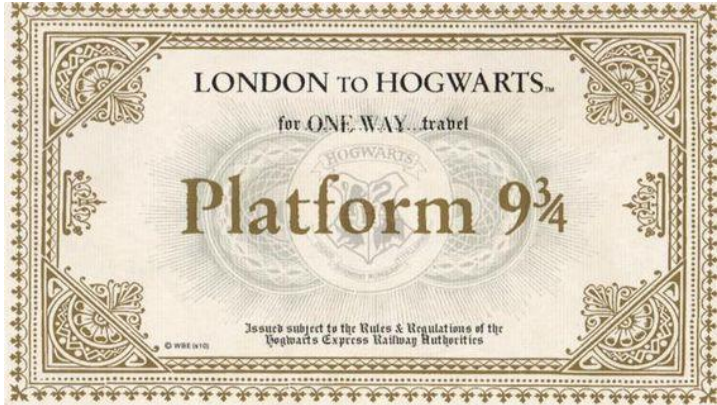 LONDON TO HOGWARTS™
for ONE WAY travel
HOGWARTS
Platform 9¾
Issued subject to the Rules & Regulations of the
Hogwarts Express Railway Authorities
© WBE (s10)